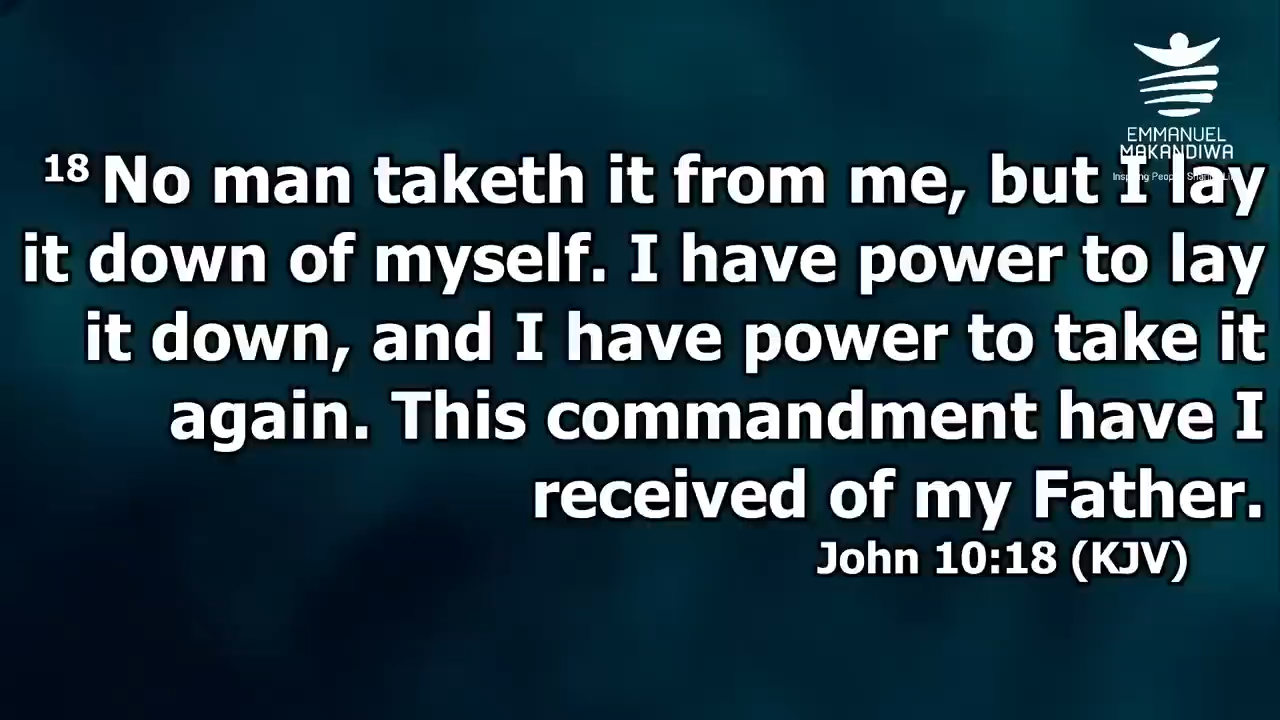 EMMANUEL
MAKANDIWA
18 No man taketh it from me, but I lay
it down of myself. I have power to lay
it down, and I have power to take it
again. This commandment have I
received of my Father.
John 10:18 (KJV)